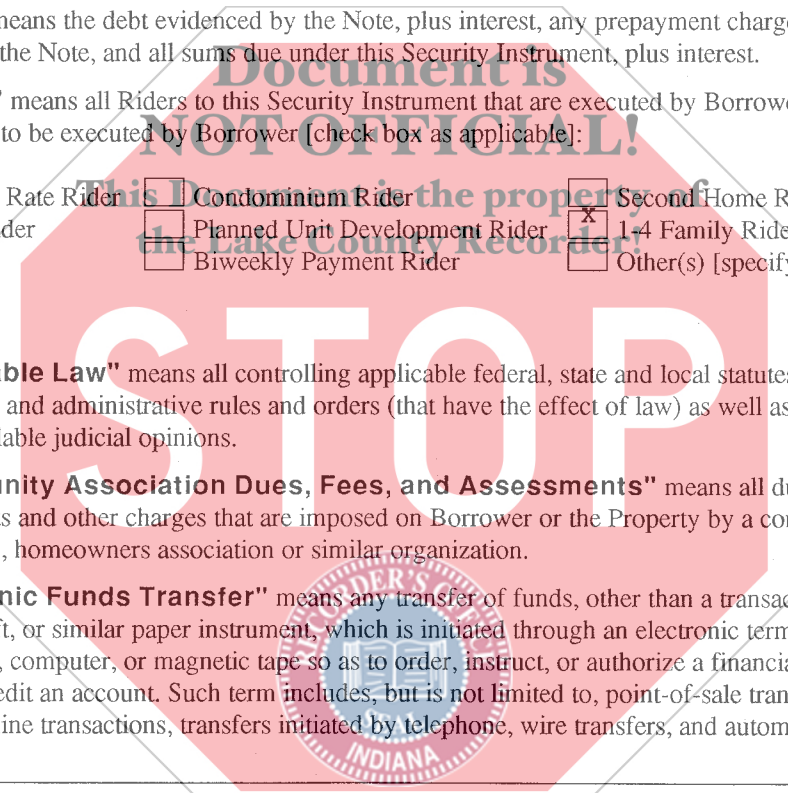 means the debt evidenced by the Note, plus interest, any prepayment charg
the Note, and all sums due under this Security Instrument, plus interest.
Document is
" means all Riders to this Security Instrument that are executed by Borrowe
NOT OFFICIAL!
to be executed by Borrower [check box as applicable]:
This Document is the property of
Rate Rider Condominium Rider Second Home R
der Planned Unit Development Rider x 1-4 Family Ride
the Lake County Recorder!
Biweekly Payment Rider Other(s) [specify
STOP
ble Law" means all controlling applicable federal, state and local statutes
and administrative rules and orders (that have the effect of law) as well as
lable judicial opinions.
unity Association Dues, Fees, and Assessments" means all du
s and other charges that are imposed on Borrower or the Property by a co
, homeowners association or similar organization.
nic Funds Transfer" means any transfer of funds, other than a transac
ft, or similar paper instrument, which is initiated through an electronic term
, computer, or magnetic tape so as to order, instruct, or authorize a financia
edit an account. Such term includes, but is not limited to, point-of-sale tran
ine transactions, transfers initiated by telephone, wire transfers, and autom
SEAL
INDIANA